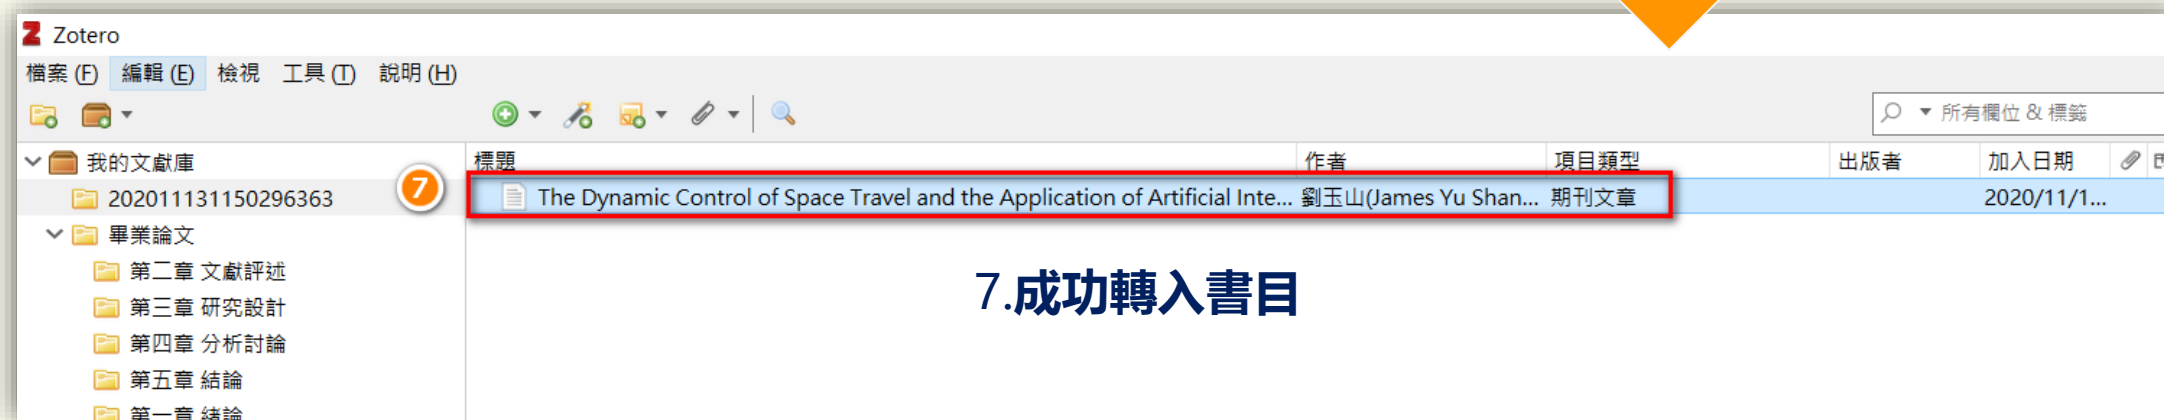 Zotero
檔案 (F) 編輯 (E) 檢視 工具 (T) 說明 (H)
所有欄位 & 標籤
我的文獻庫
標題 作者 項目類型 出版者 加入日期
202011131150296363
7 The Dynamic Control of Space Travel and the Application of Artificial Inte... 劉玉山(James Yu Shan... 期刊文章 2020/11/1...
畢業論文
第二章 文獻評述
第三章 研究設計
第四章 分析討論
第五章 結論
第一章 緒論
7.成功轉入書目